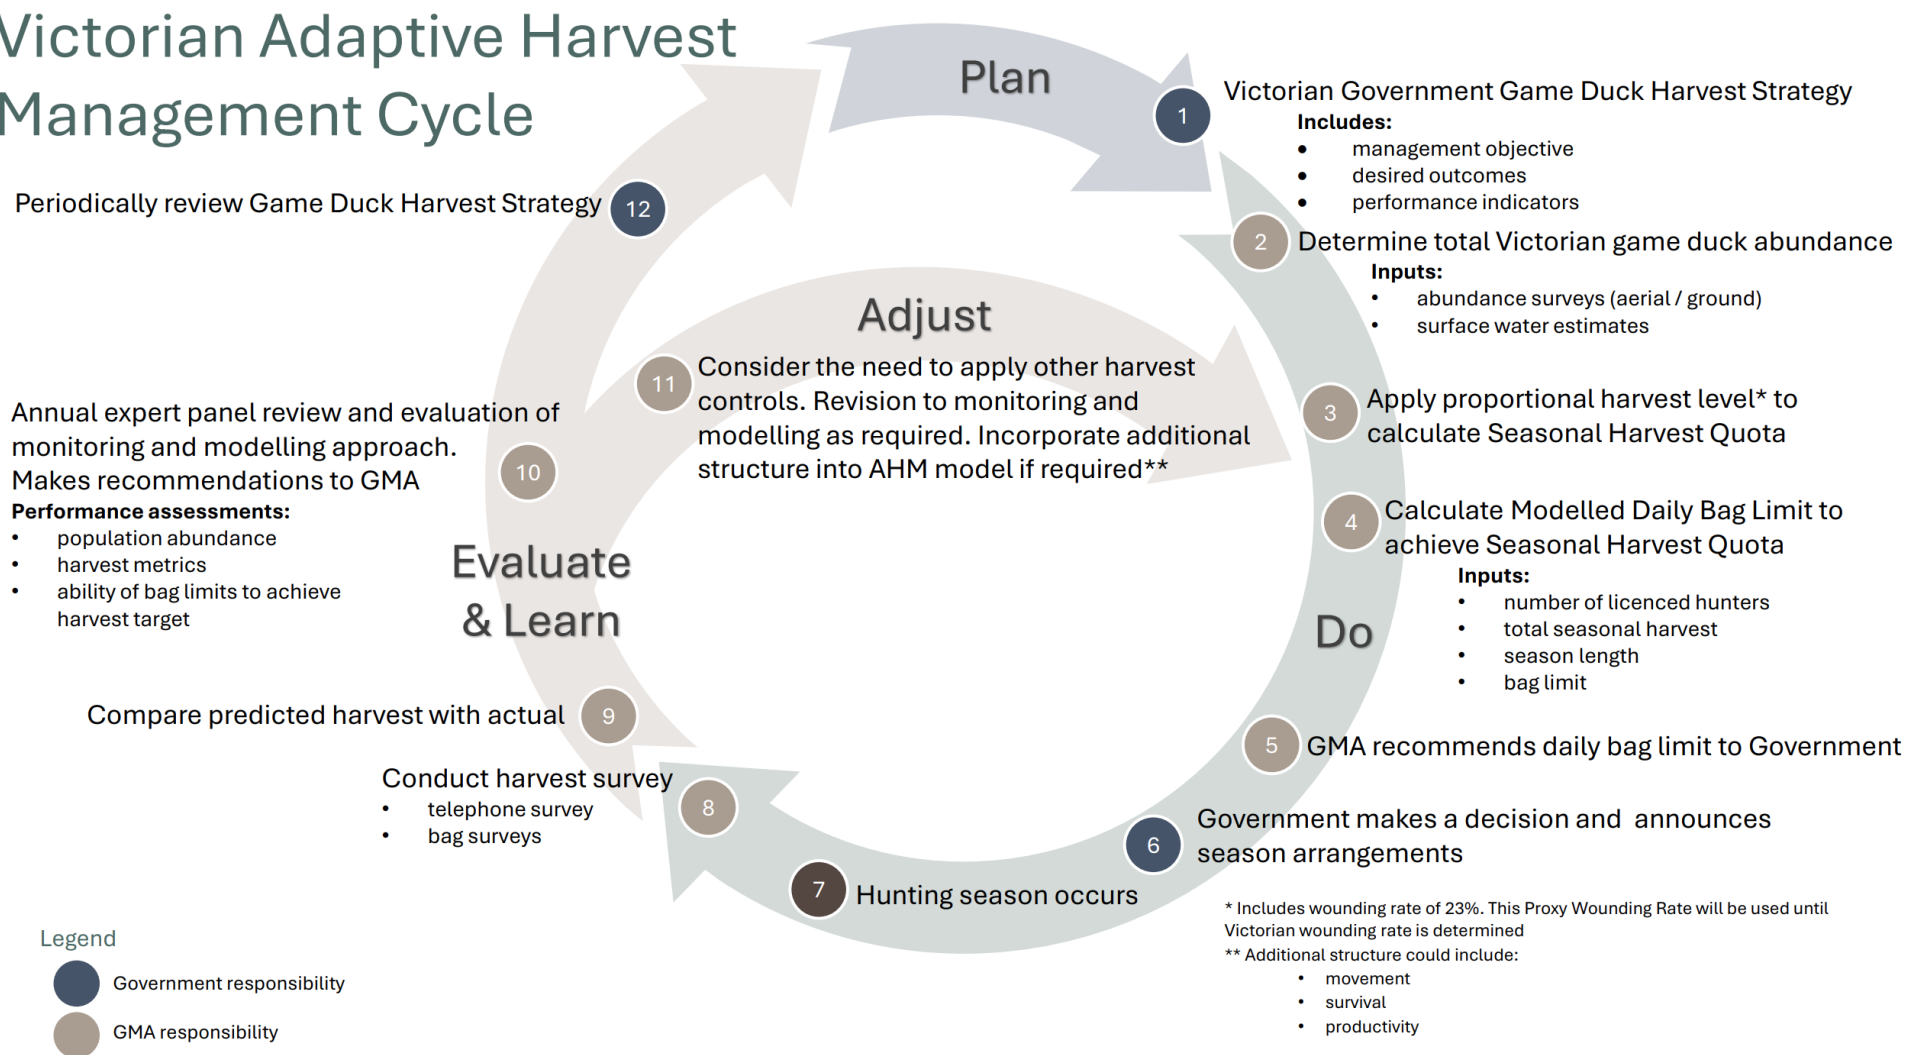 Victorian Adaptive Harvest
Management Cycle
Plan
1
Victorian Government Game Duck Harvest Strategy
Includes:
• management objective
• desired outcomes
• performance indicators
2
Determine total Victorian game duck abundance
Inputs:
• abundance surveys (aerial / ground)
• surface water estimates
3
Apply proportional harvest level* to
calculate Seasonal Harvest Quota
4
Calculate Modelled Daily Bag Limit to
achieve Seasonal Harvest Quota
Inputs:
• number of licenced hunters
• total seasonal harvest
• season length
• bag limit
Do
5
GMA recommends daily bag limit to Government
6
Government makes a decision and announces
season arrangements
7
Hunting season occurs
8
Conduct harvest survey
• telephone survey
• bag surveys
9
Compare predicted harvest with actual
Evaluate
& Learn
10
Annual expert panel review and evaluation of
monitoring and modelling approach.
Makes recommendations to GMA
Performance assessments:
• population abundance
• harvest metrics
• ability of bag limits to achieve
harvest target
Adjust
11
Consider the need to apply other harvest
controls. Revision to monitoring and
modelling as required. Incorporate additional
structure into AHM model if required**
12
Periodically review Game Duck Harvest Strategy
* Includes wounding rate of 23%. This Proxy Wounding Rate will be used until
Victorian wounding rate is determined
** Additional structure could include:
• movement
• survival
• productivity
Legend
Government responsibility
GMA responsibility